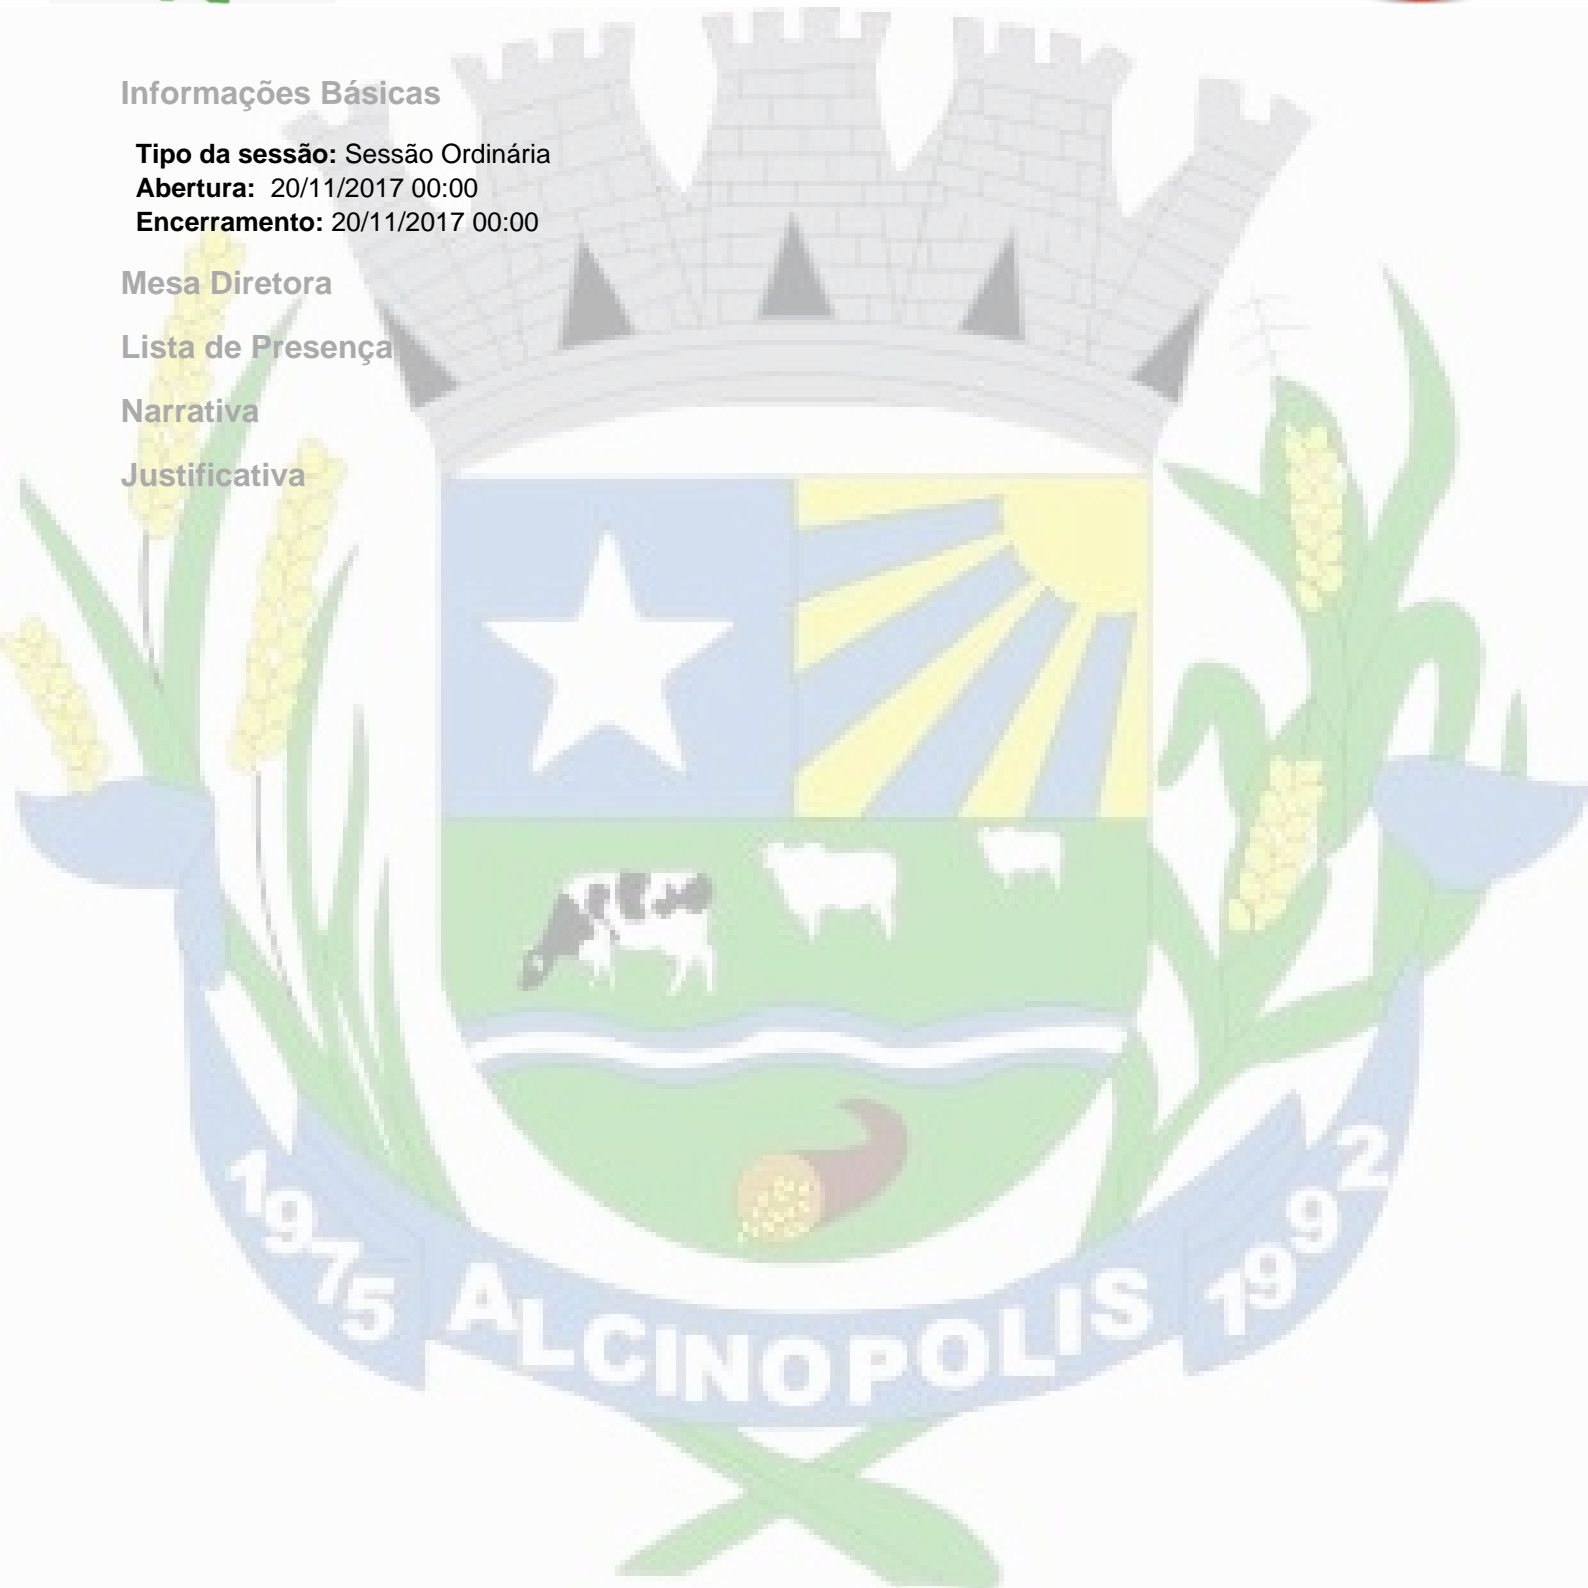 Informações Básicas
Tipo da sessão: Sessão Ordinária
Abertura: 20/11/2017 00:00
Encerramento: 20/11/2017 00:00
Mesa Diretora
Lista de Presença
Narrativa
Justificativa
1975 ALCINOPOLIS 1992